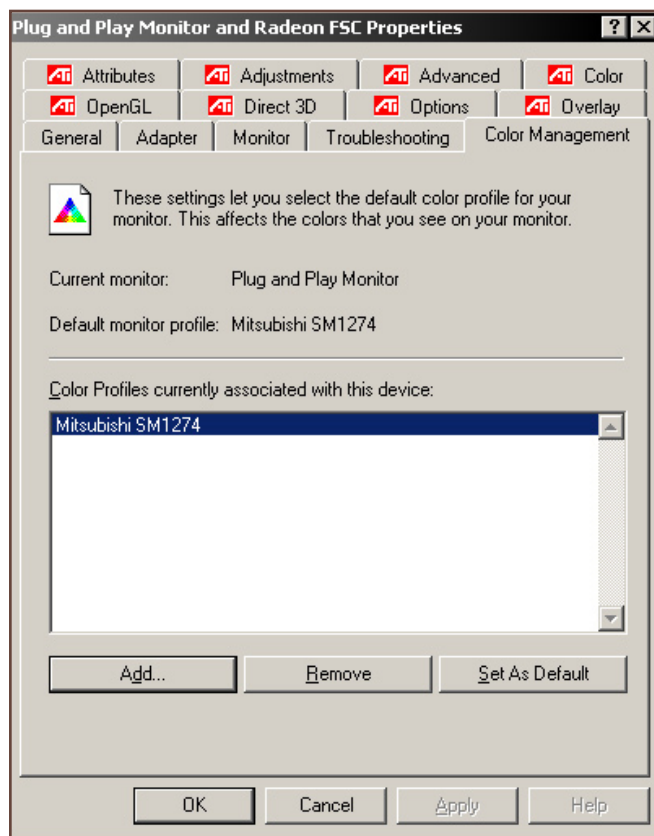 Plug and Play Monitor and Radeon FSC Properties ? X
ATI Attributes ATI Adjustments ATI Advanced ATI Color
ATI OpenGL ATI Direct 3D ATI Options ATI Overlay
General Adapter Monitor Troubleshooting Color Management
These settings let you select the default color profile for your
monitor. This affects the colors that you see on your monitor.
Current monitor: Plug and Play Monitor
Default monitor profile: Mitsubishi SM1274
Color Profiles currently associated with this device:
Mitsubishi SM1274
Add... Remove Set As Default
OK Cancel Apply Help